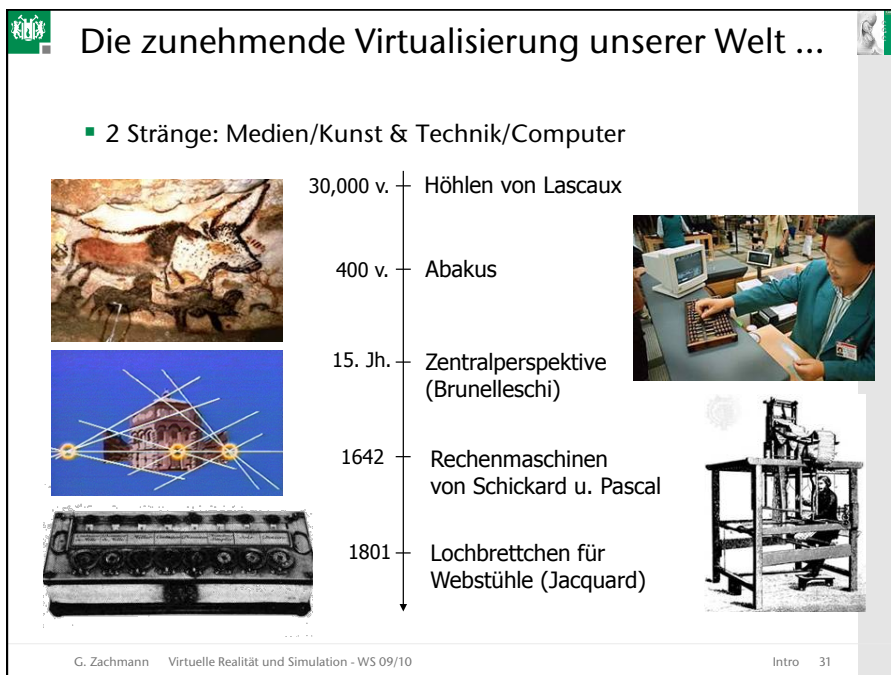 Die zunehmende Virtualisierung unserer Welt ...
2 Stränge: Medien/Kunst & Technik/Computer
30,000 v. Höhlen von Lascaux
400 v. Abakus
15. Jh. Zentralperspektive
(Brunelleschi)
1642 Rechenmaschinen
von Schickard u. Pascal
1801 Lochbrettchen für
Webstühle (Jacquard)
G. Zachmann Virtuelle Realität und Simulation - WS 09/10 Intro 31